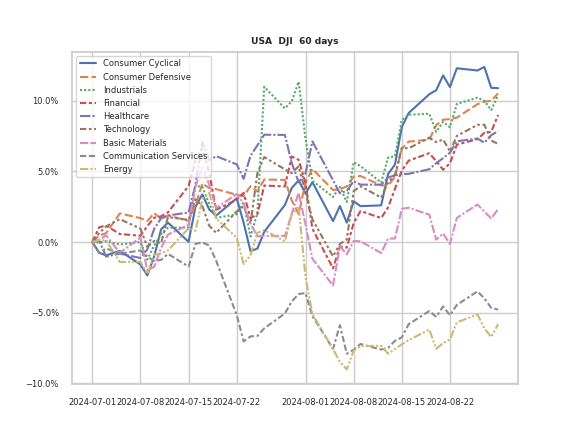 USA DJI 60 days
Consumer Cyclical
Consumer Defensive
Industrials
Financial
Healthcare
Technology
Basic Materials
Communication Services
Energy
10.0%
5.0%
0.0%
−5.0%
−10.0%
2024-07-01 2024-07-08 2024-07-15 2024-07-22 2024-08-01 2024-08-08 2024-08-15 2024-08-22